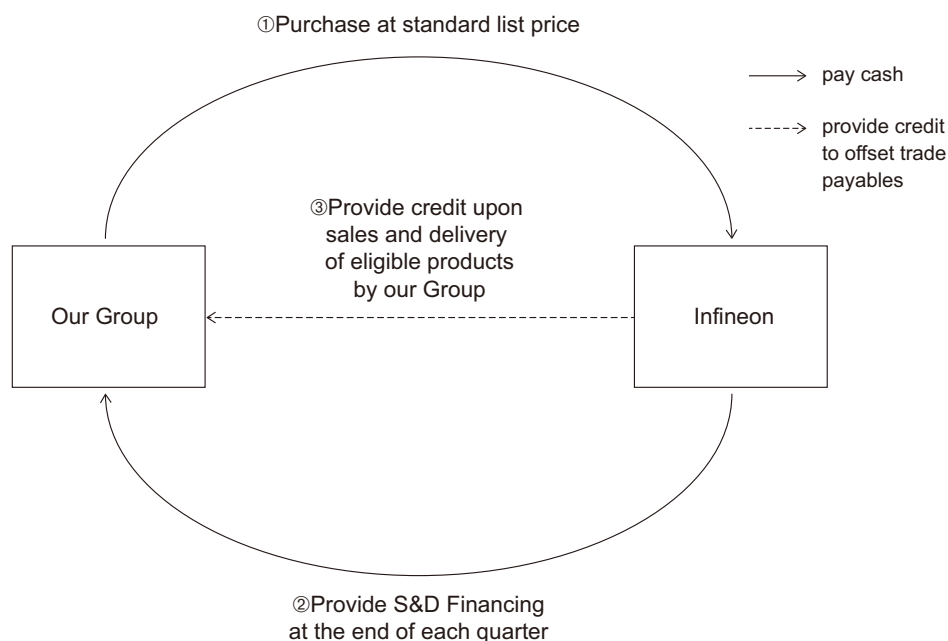 ①Purchase at standard list price
pay cash
provide credit
to offset trade
payables
③Provide credit upon
sales and delivery
of eligible products
by our Group
Our Group
Infineon
②Provide S&D Financing
at the end of each quarter